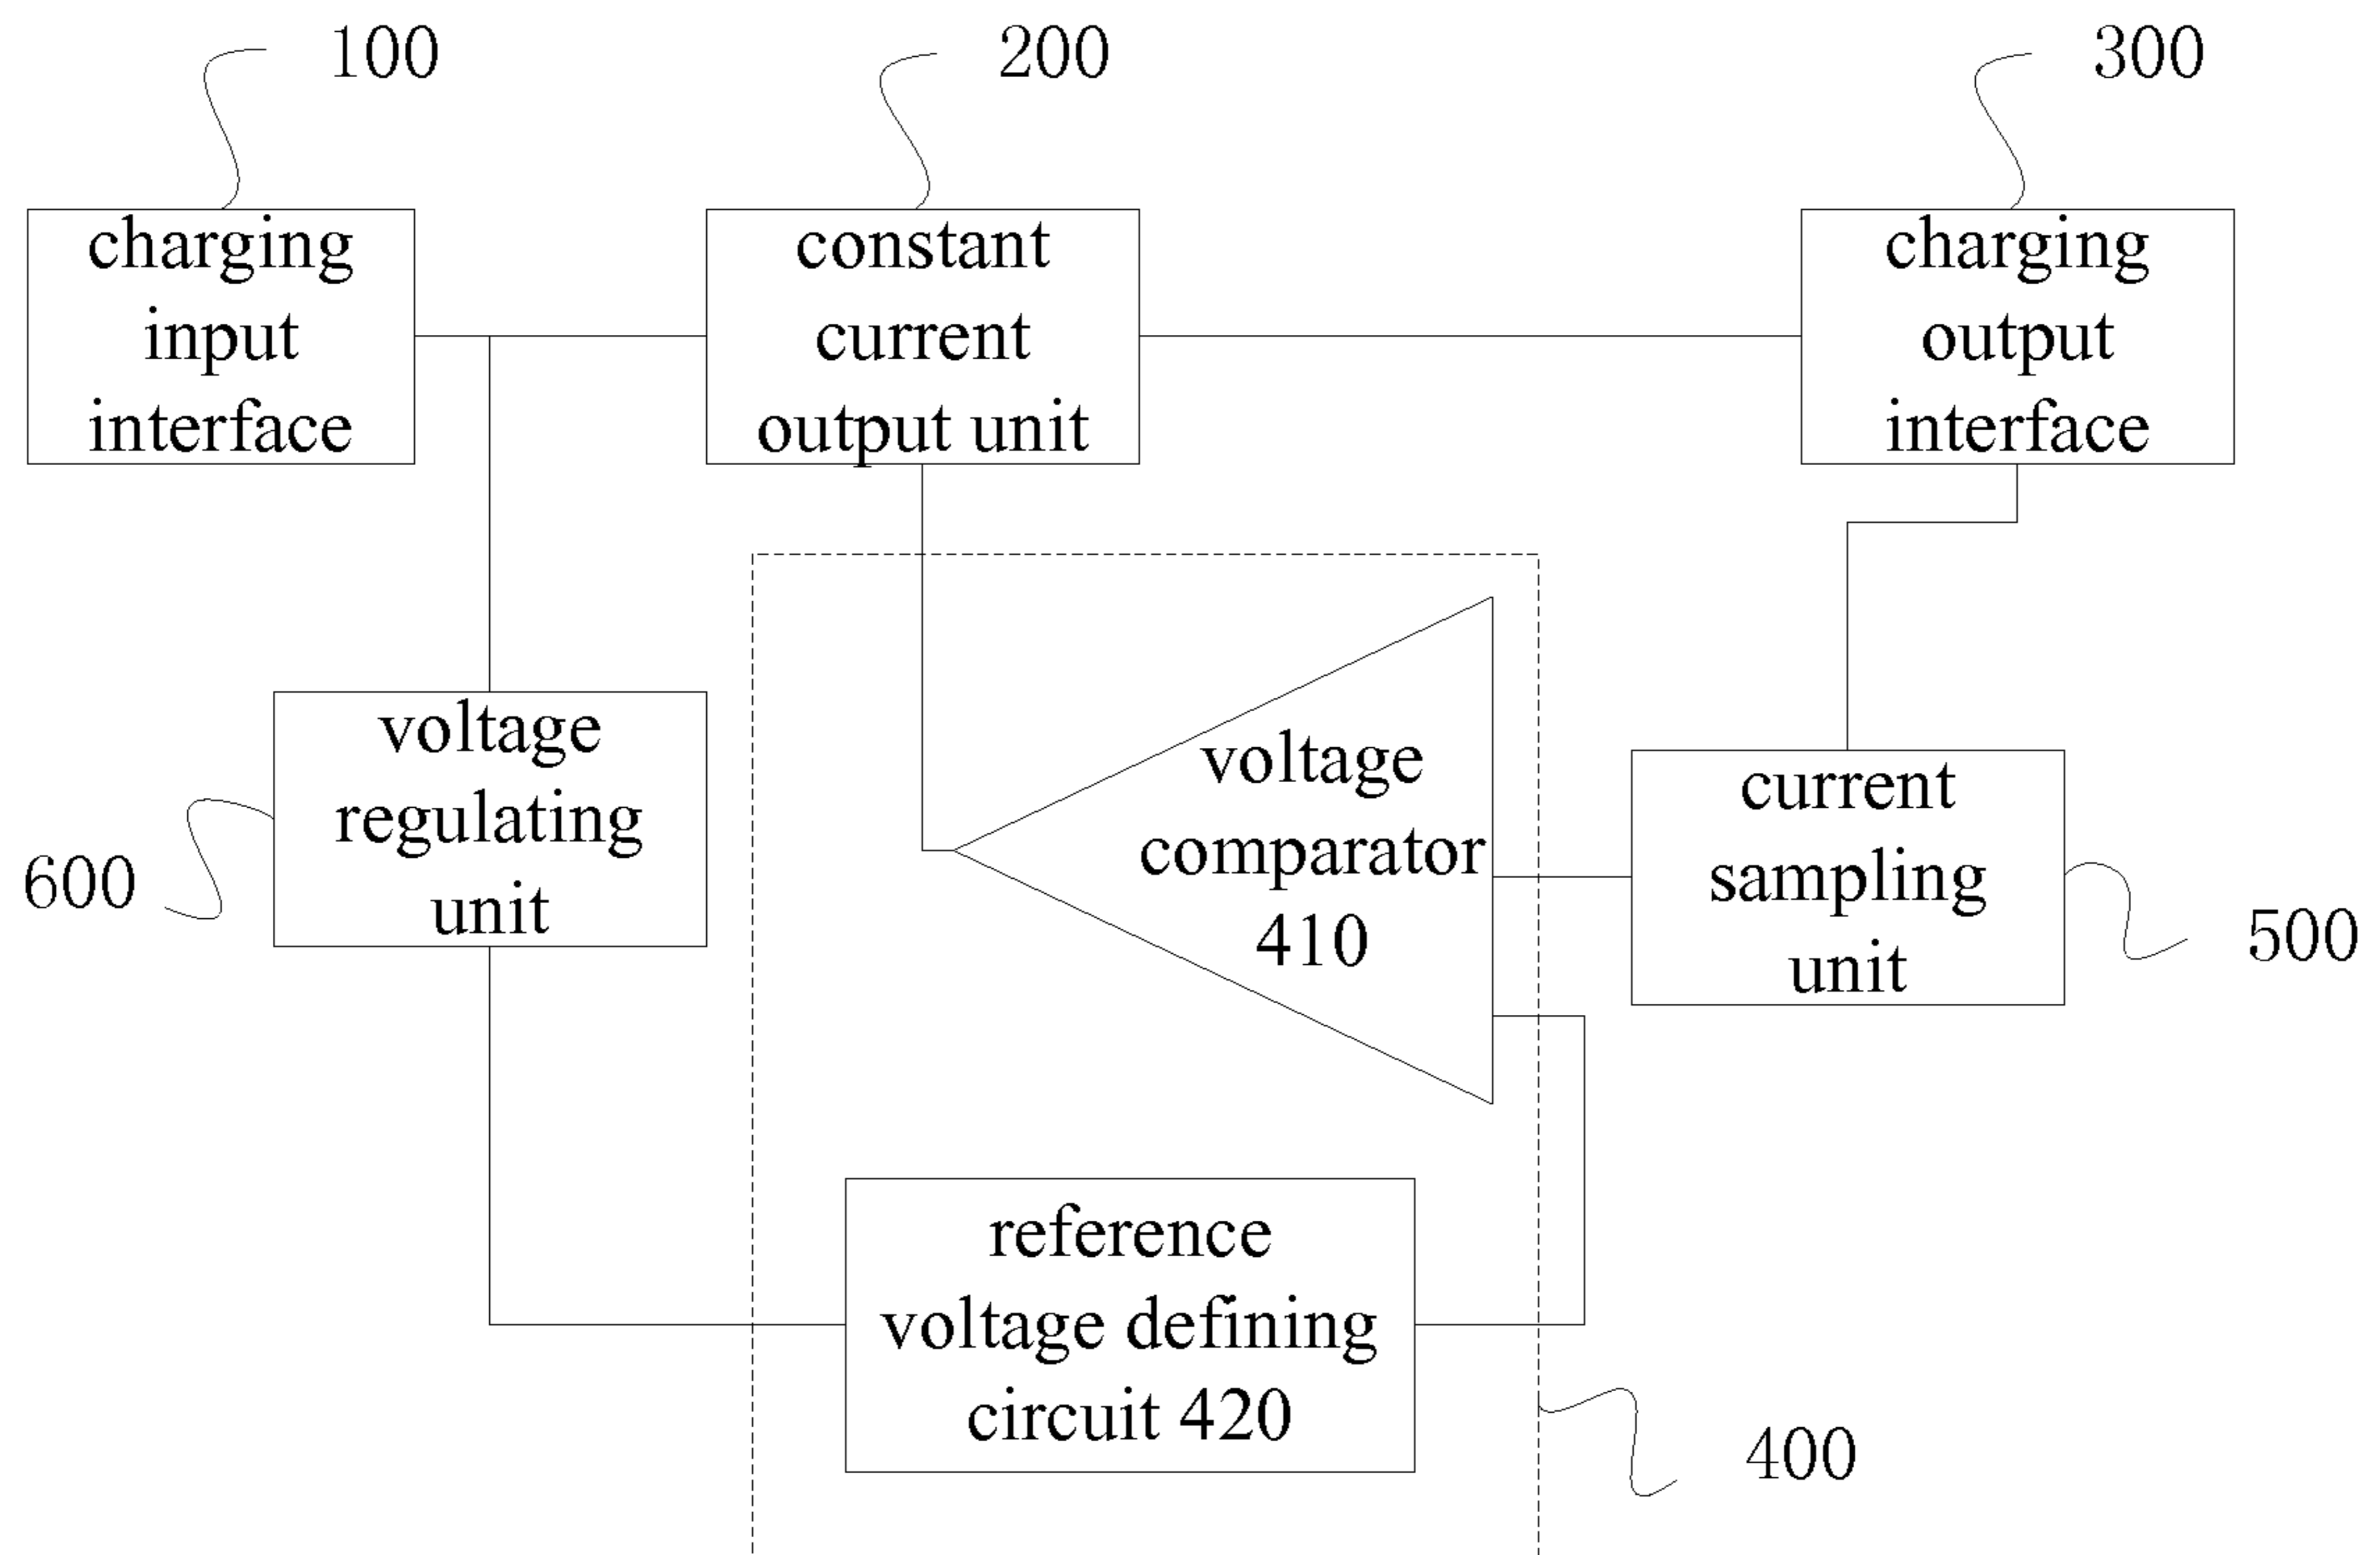 100
200
300
charging
input
interface
constant
current
output unit
charging
output
interface
voltage
regulating
unit
600
voltage
comparator
410
current
sampling
unit
500
reference
voltage defining
circuit 420
400